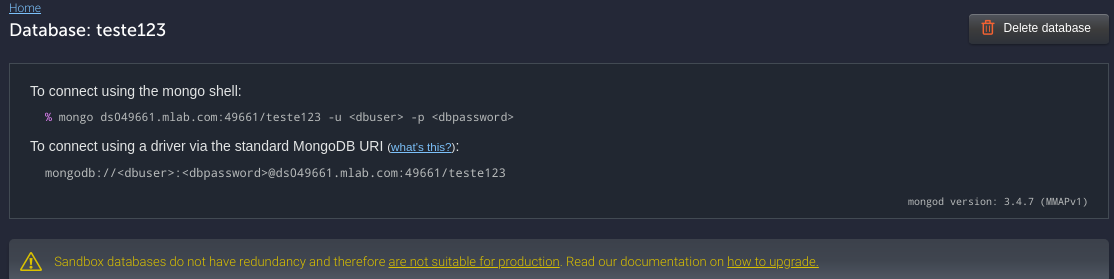 Home
Database: teste123
Delete database
To connect using the mongo shell:
% mongo ds049661.mlab.com:49661/teste123 -u <dbuser> -p <dbpassword>
To connect using a driver via the standard MongoDB URI (what's this?):
mongodb://<dbuser>:<dbpassword>@ds049661.mlab.com:49661/teste123
mongod version: 3.4.7 (MMAPv1)
Sandbox databases do not have redundancy and therefore are not suitable for production. Read our documentation on how to upgrade.